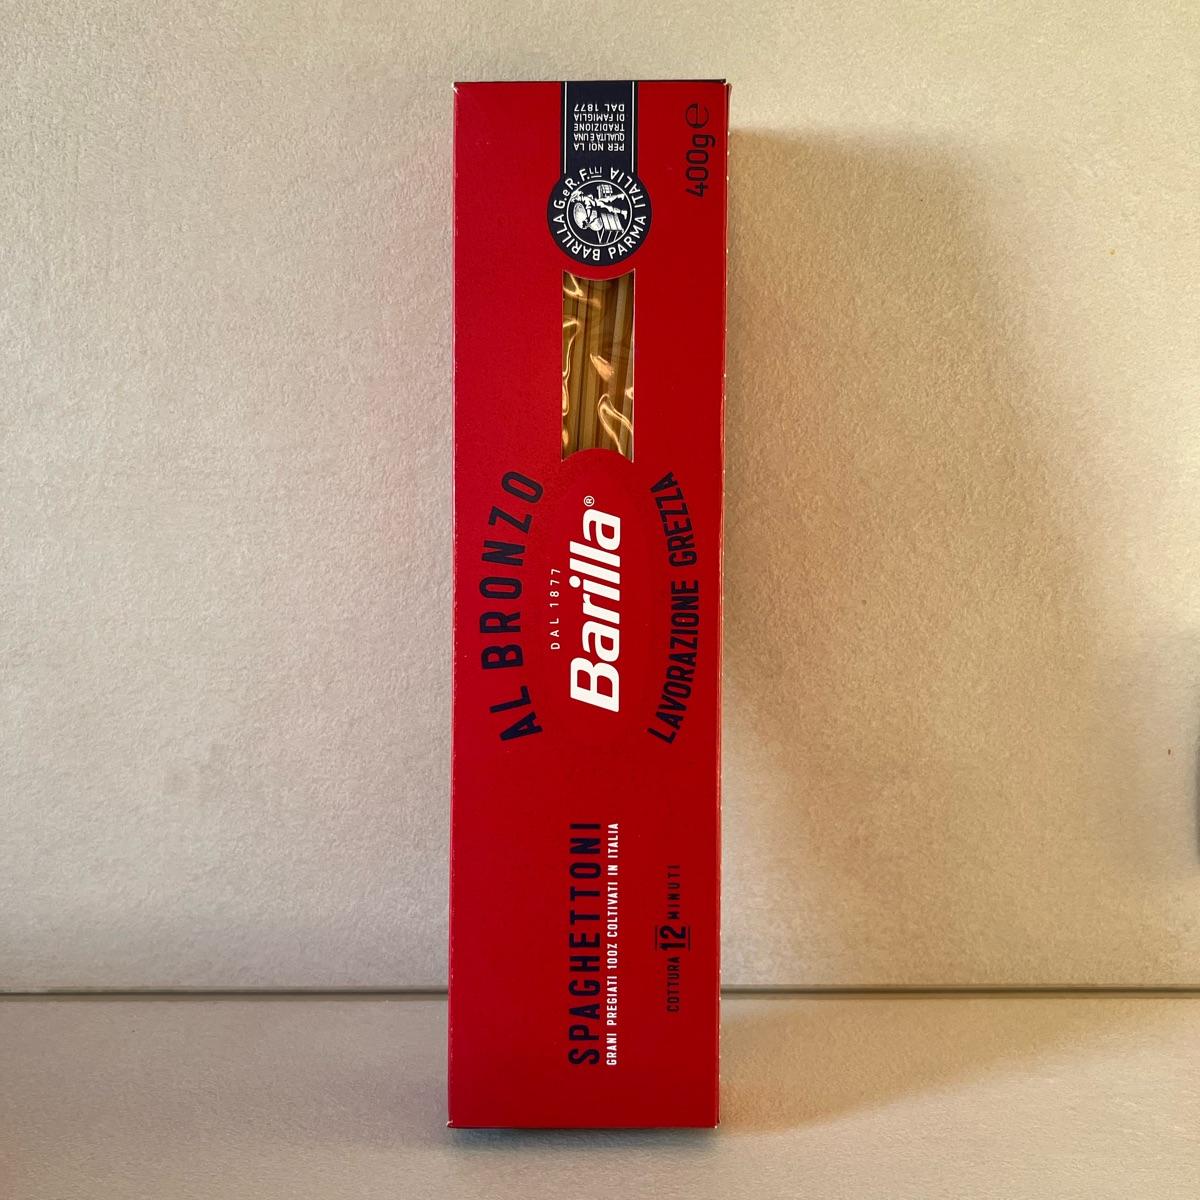 PER NOI LA
QUALITÀ È UNA
TRADIZIONE
DI FAMIGLIA
DAL 1877
BARILLA G. e R. F.lli PARMA ITALIA
400g e
AL BRONZO
DAL 1877
Barilla®
LAVORAZIONE GREZZA
SPAGHETTONI
GRANI PREGIATI 100% COLTIVATI IN ITALIA
COTTURA 12 MINUTI